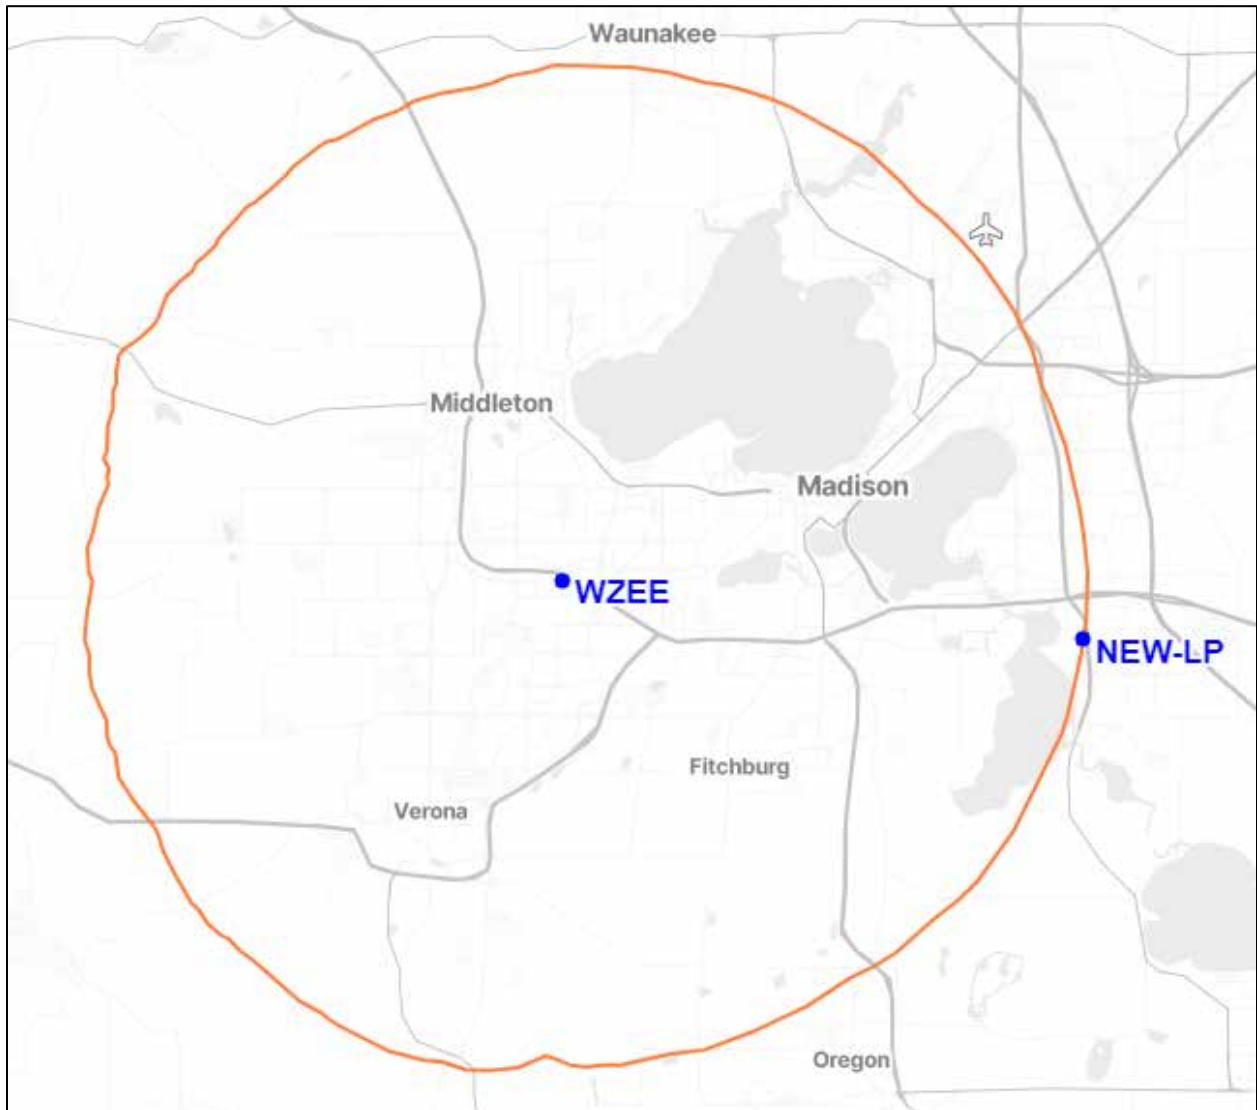 Waunakee
Middleton
Madison
WZEE
NEW-LP
Fitchburg
Verona
Oregon